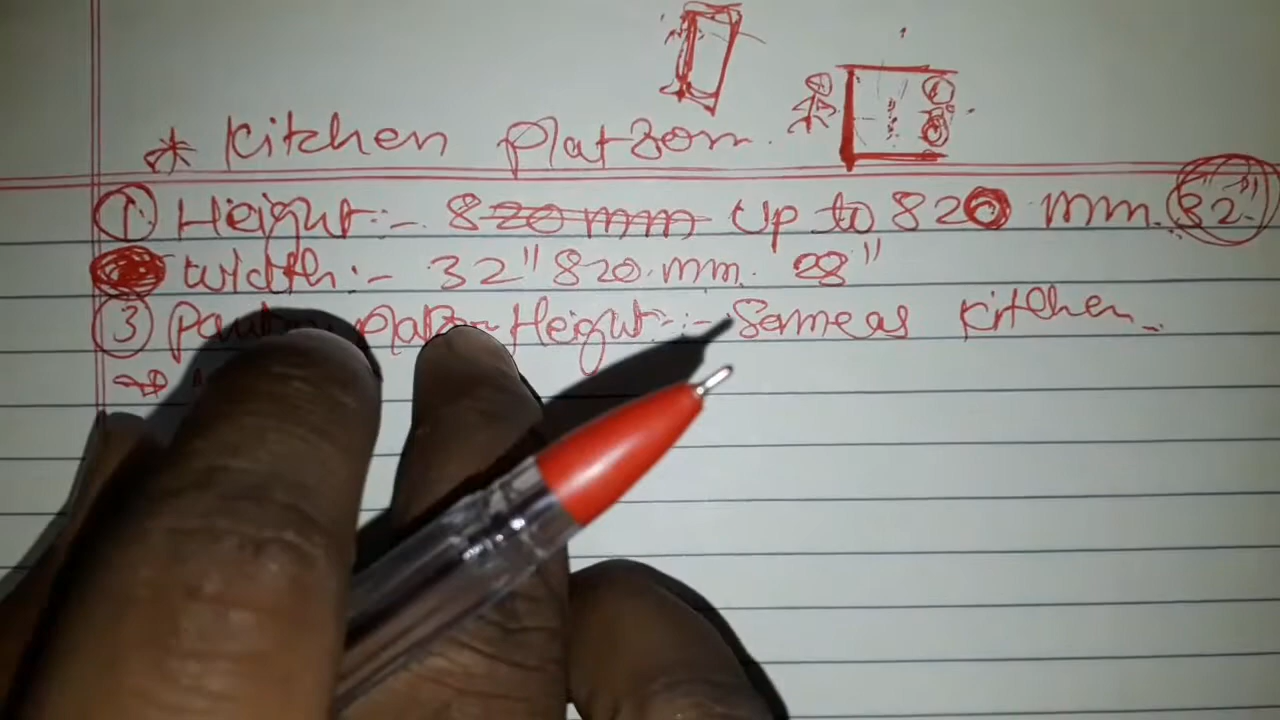 * Kitchen Platform.
① Height:- 820 mm Up to 820 mm. 32"
Width:- 32" 820 mm. 28"
③ Height:- Same as Kitchen.